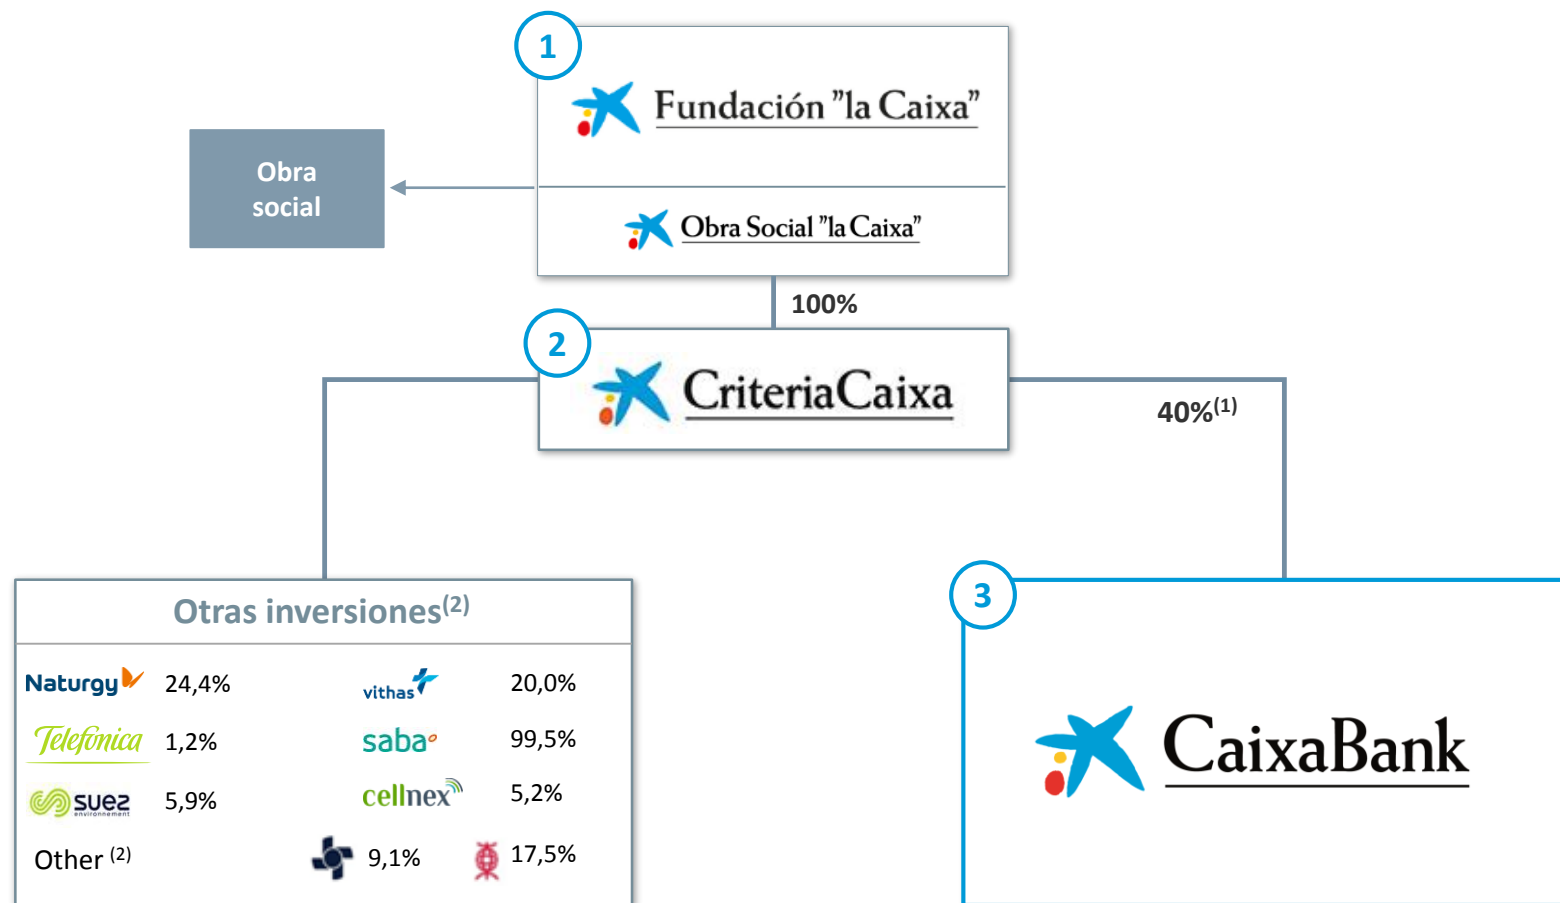 1
Fundación "la Caixa"
Obra
social
Obra Social "la Caixa"
100%
2
CriteriaCaixa
40%(1)
Otras inversiones(2)
3
Naturgy 24,4% vithas 20,0%
Telefónica 1,2% saba 99,5%
suez environnement 5,9% cellnex 5,2%
Other (2) 9,1% 17,5%
CaixaBank